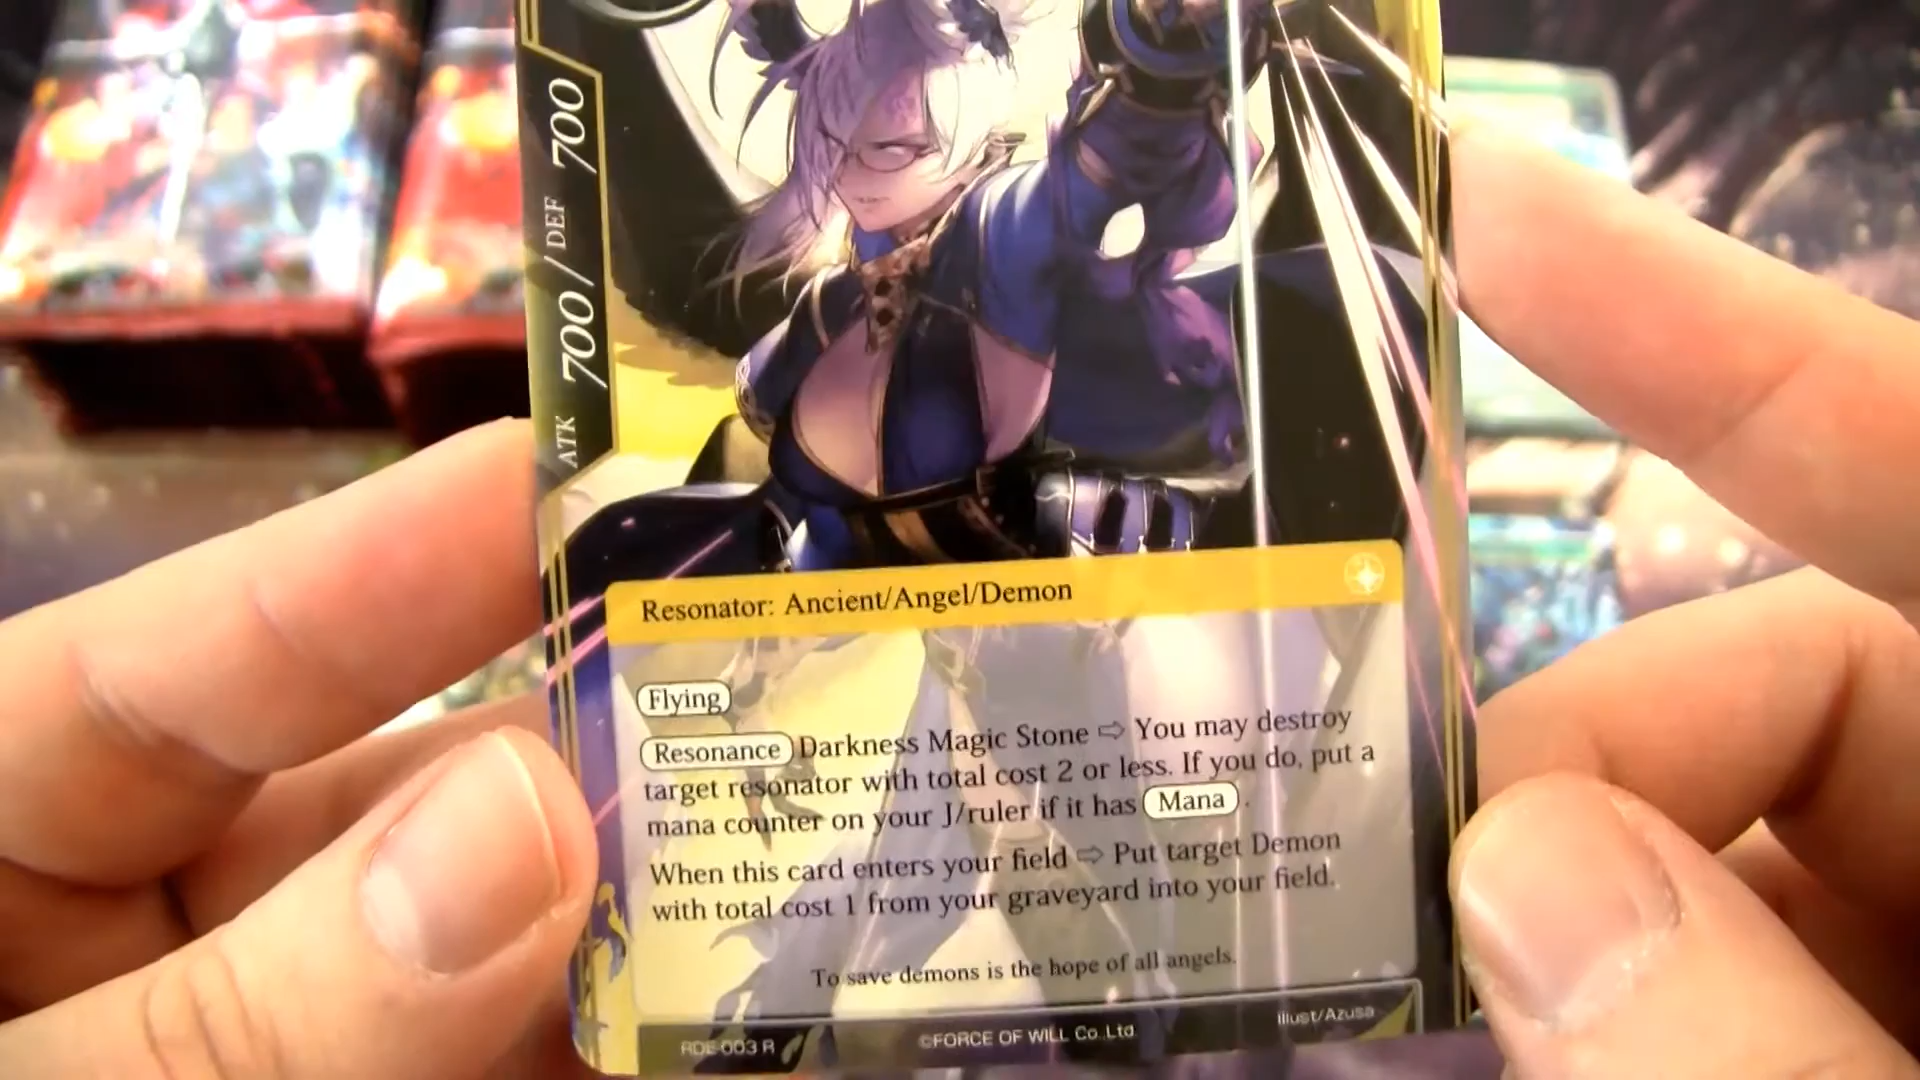 ATK 700 / DEF 700
Resonator: Ancient/Angel/Demon
Flying
Resonance Darkness Magic Stone ⇨ You may destroy
target resonator with total cost 2 or less. If you do, put a
mana counter on your J/ruler if it has Mana .
When this card enters your field ⇨ Put target Demon
with total cost 1 from your graveyard into your field.
To save demons is the hope of all angels.
RDE-003 R
©FORCE OF WILL Co.,Ltd.
Illust/Azusa